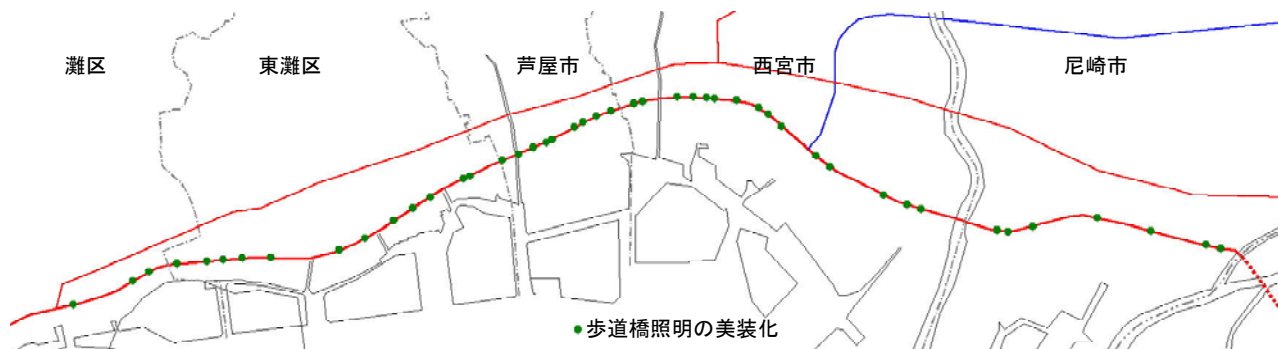 灘区
東灘区
芦屋市
西宮市
尼崎市
歩道橋照明の美装化